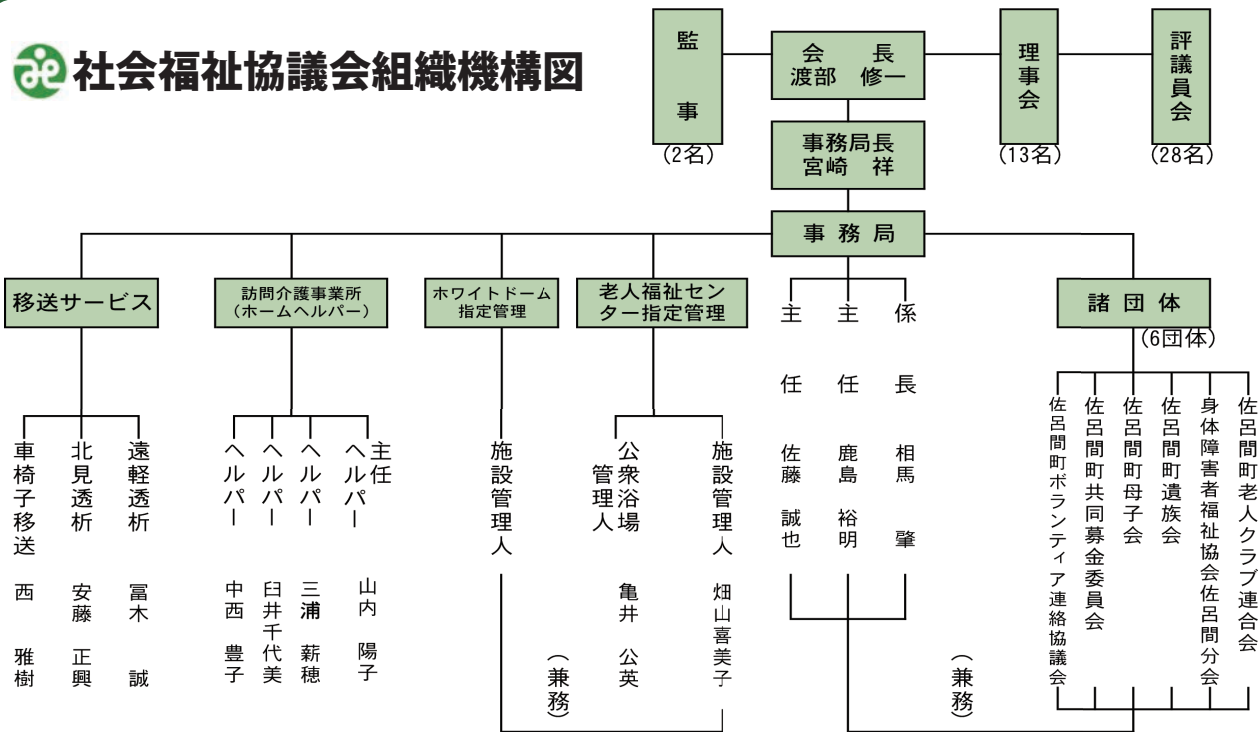 社会福祉協議会組織機構図
監事
(2名)
会長
渡部 修一
理事会
(13名)
評議員会
(28名)
事務局長
宮崎 祥
事務局
移送サービス
訪問介護事業所
(ホームヘルパー)
ホワイトドーム
指定管理
老人福祉セン
ター指定管理
諸団体
(6団体)
係長 相馬 肇
主任 鹿島 裕明
主任 佐藤 誠也
遠軽透析 冨木 誠
北見透析 安藤 正興
車椅子移送 西 雅樹
主任
ヘルパー 山内 陽子
ヘルパー 三浦 薪穂
ヘルパー 臼井千代美
ヘルパー 中西 豊子
施設管理人
施設管理人 畑山喜美子
公衆浴場
管理人 亀井 公英
(兼務)
(兼務)
佐呂間町老人クラブ連合会
身体障害者福祉協会佐呂間分会
佐呂間町遺族会
佐呂間町母子会
佐呂間町共同募金委員会
佐呂間町ボランティア連絡協議会